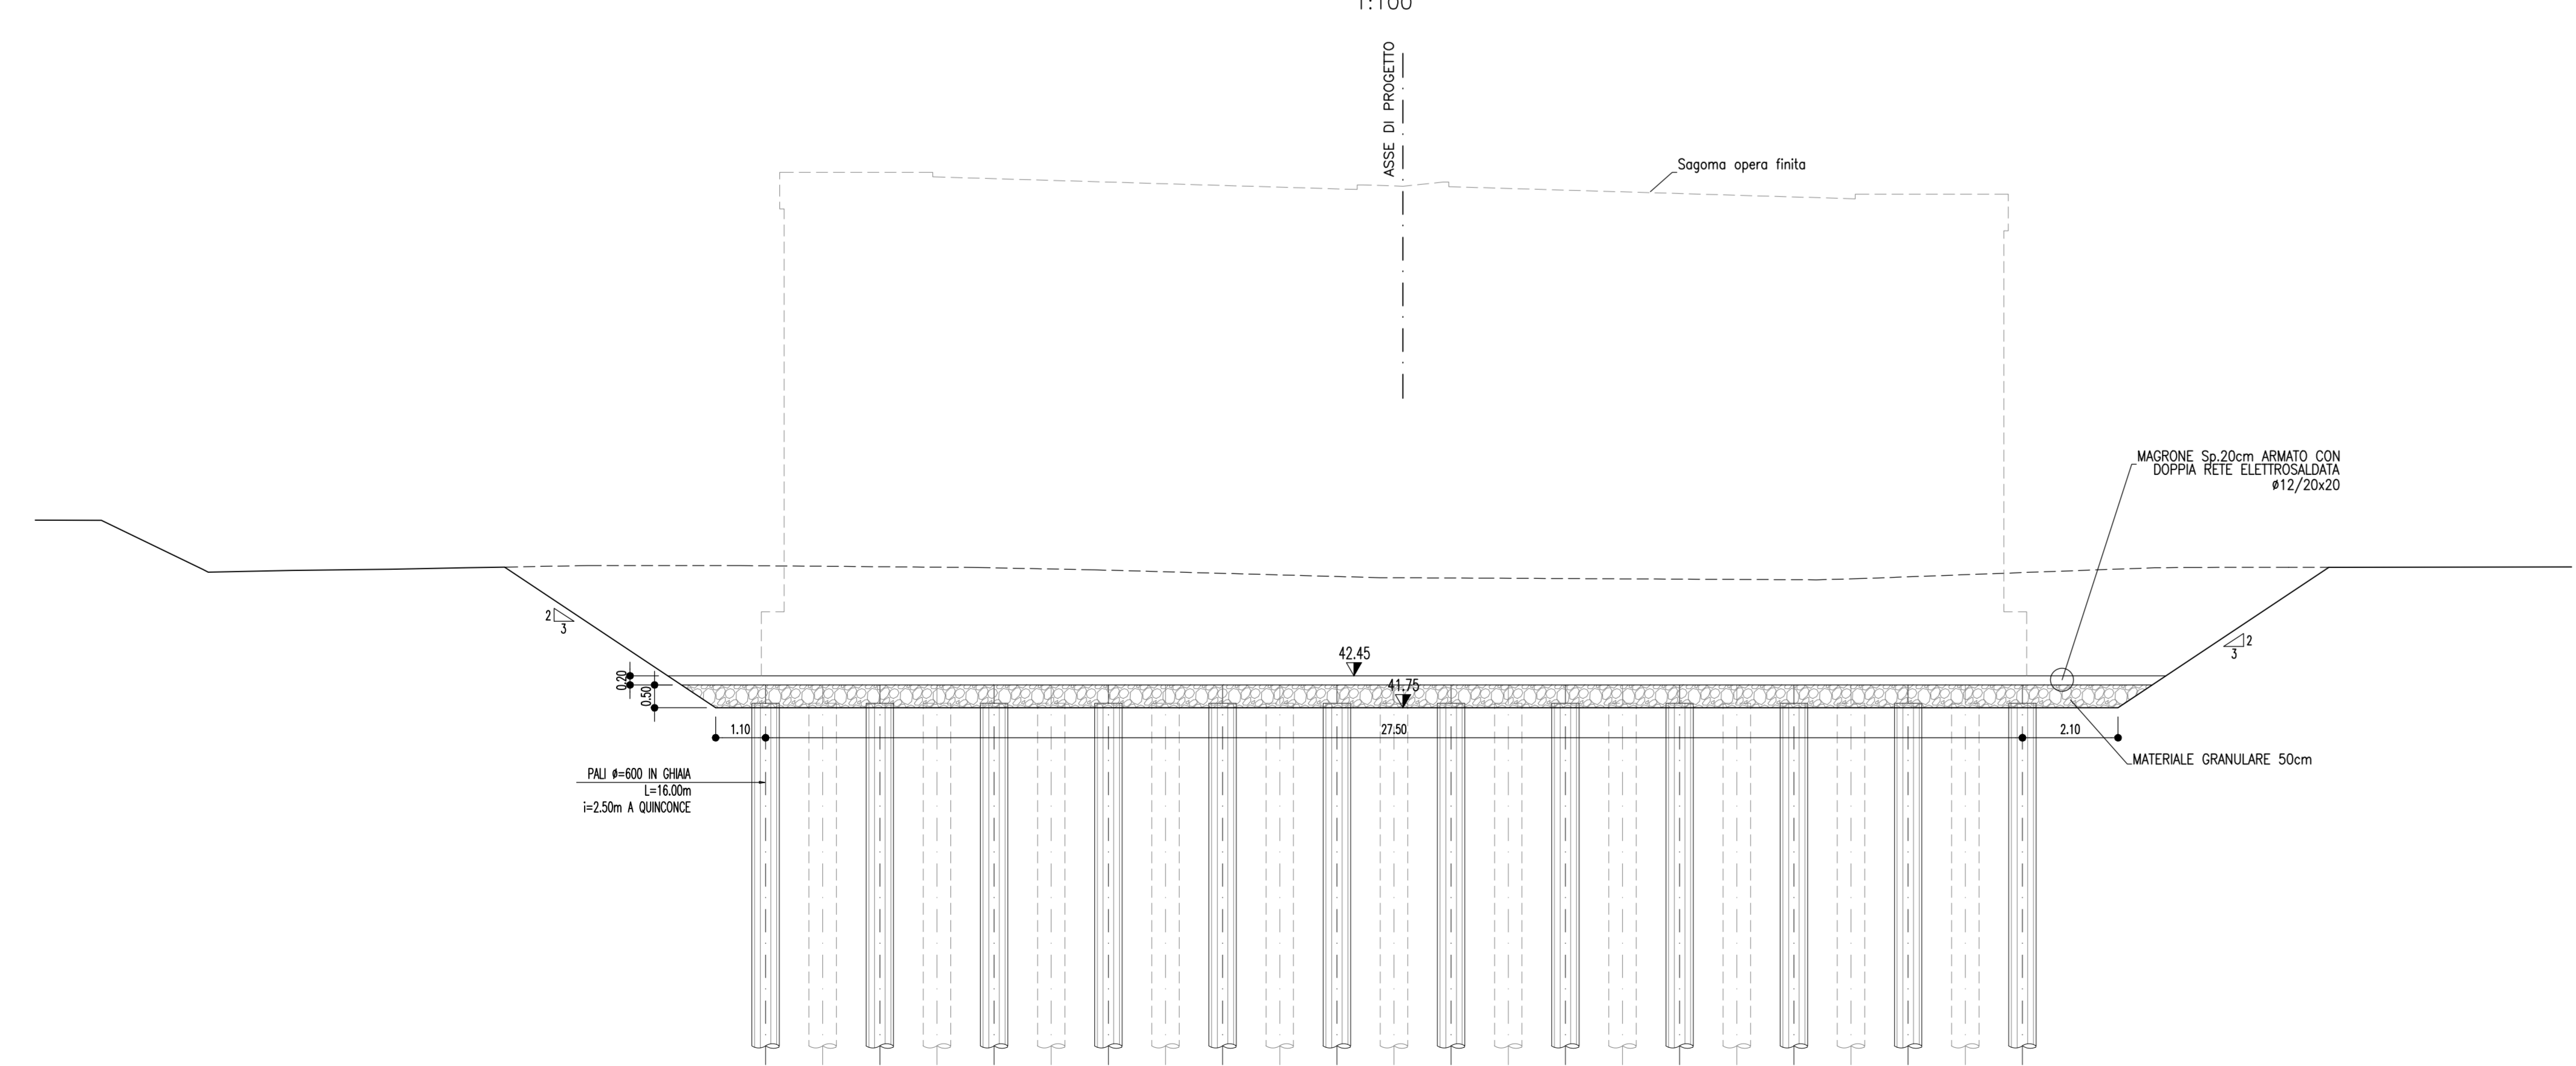 1:100
ASSE DI PROGETTO
Sagoma opera finita
MAGRONE Sp.20cm ARMATO CON
DOPPIA RETE ELETTROSALDATA
ø12/20x20
2
3
2
3
42.45
0.20
0.50
41.75
1.10
27.50
2.10
PALI ø=600 IN GHIAIA
L=16.00m
i=2.50m A QUINCONCE
MATERIALE GRANULARE 50cm